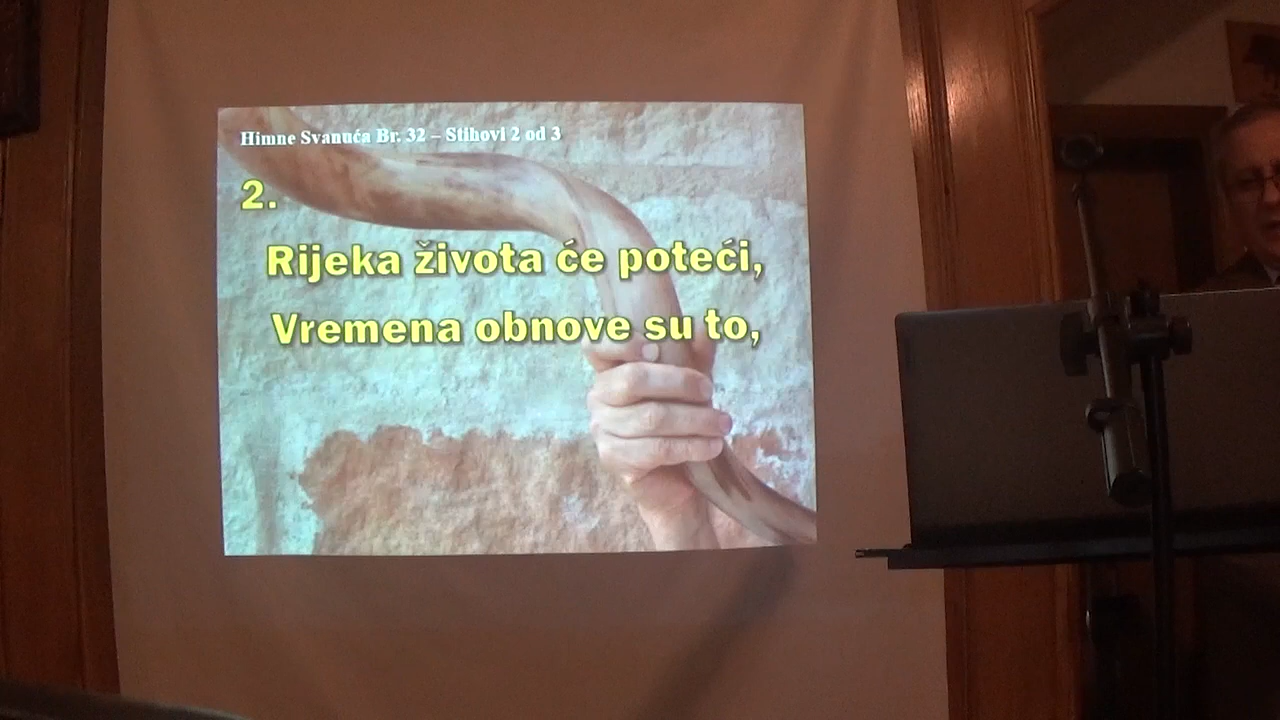 Himne Svanuća Br. 32 – Stihovi 2 od 3
2.
Rijeka života će poteći,
Vremena obnove su to,